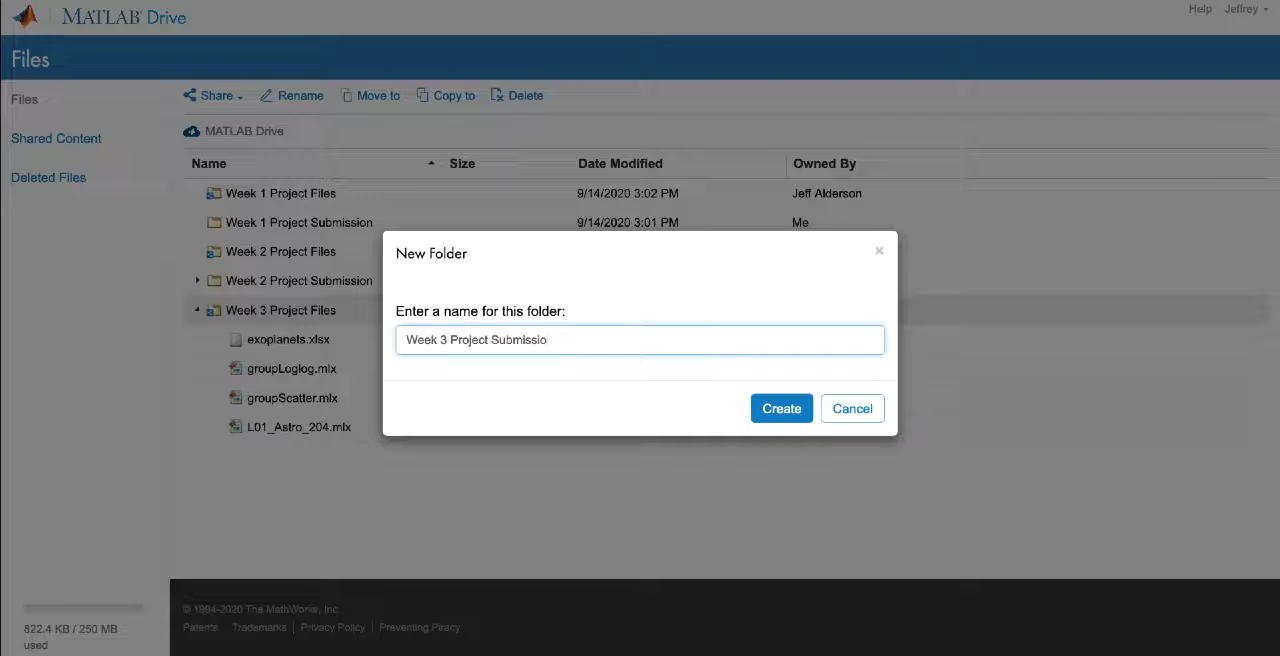 MATLAB Drive
Help Jeffrey
Files
Files
Shared Content
Deleted Files
Share Rename Move to Copy to Delete
MATLAB Drive
Name Size Date Modified Owned By
Week 1 Project Files 9/14/2020 3:02 PM Jeff Alderson
Week 1 Project Submission 9/14/2020 3:01 PM Me
Week 2 Project Files
Week 2 Project Submission
Week 3 Project Files
exoplanets.xlsx
groupLoglog.mlx
groupScatter.mlx
L01_Astro_204.mlx
New Folder ×
Enter a name for this folder:
Week 3 Project Submissio
Create Cancel
822.4 KB / 250 MB
used
© 1994-2020 The MathWorks, Inc.
Patents Trademarks Privacy Policy Preventing Piracy